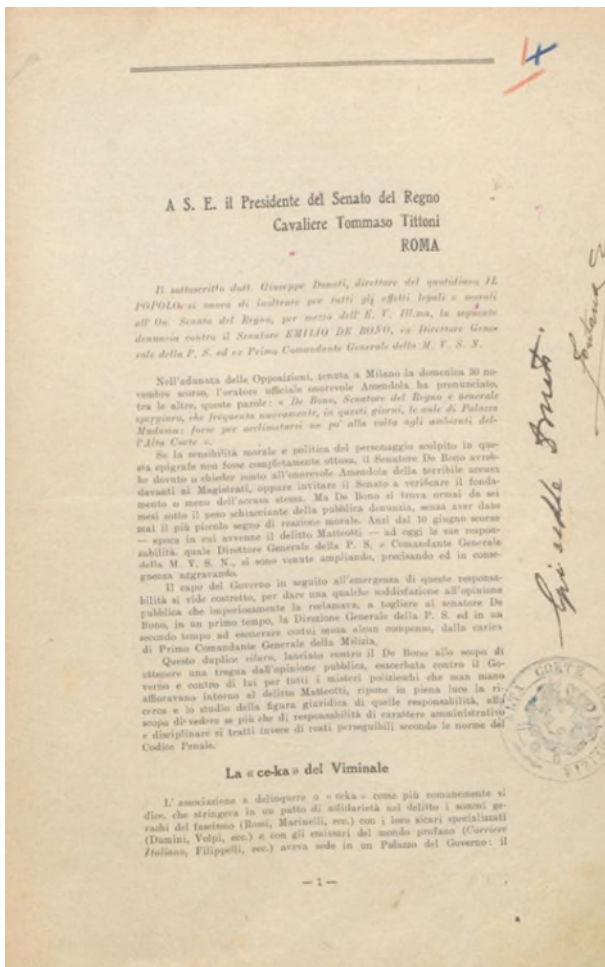 4
A S. E. il Presidente del Senato del Regno
Cavaliere Tommaso Tittoni
ROMA
Il sottoscritto dott. Giuseppe Donati, direttore del quotidiano IL
POPOLO, si onora di inoltrare per tutti gli effetti legali e morali
all'On. Senato del Regno, per mezzo dell'E. V. Ill.ma, la seguente
denuncia contro il Senatore EMILIO DE BONO, ex Direttore Gene-
rale della P. S. ed ex Primo Comandante Generale della M. V. S. N.
Nell'adunata delle Opposizioni, tenuta a Milano la domenica 30 no-
vembre scorso, l'oratore ufficiale onorevole Amendola ha pronunciato,
tra le altre, queste parole: « De Bono, Senatore del Regno e generale
spergiuro, che frequenta nuovamente, in questi giorni, le aule di Palazzo
Madama: forse per acclimatarsi un po' alla volta agli ambienti del-
l'Alta Corte ».
Se la sensibilità morale e politica del personaggio scolpito in que-
sta epigrafe non fosse completamente ottusa, il Senatore De Bono avreb-
be dovuto o chieder conto all'onorevole Amendola della terribile accusa
davanti ai Magistrati, oppure invitare il Senato a verificare il fonda-
mento o meno dell'accusa stessa. Ma De Bono si trova ormai da sei
mesi sotto il peso schiacciante della pubblica denunzia, senza aver dato
mai il più piccolo segno di reazione morale. Anzi dal 10 giugno scorso
— epoca in cui avvenne il delitto Matteotti — ad oggi le sue respon-
sabilità, quale Direttore Generale della P. S. e Comandante Generale
della M. V. S. N., si sono venute ampliando, precisando ed in conse-
guenza aggravando.
Il capo del Governo in seguito all'emergenza di queste responsa-
bilità si vide costretto, per dare una qualche soddisfazione all'opinione
pubblica che imperiosamente la reclamava, a togliere al senatore De
Bono, in un primo tempo, la Direzione Generale della P. S. ed in un
secondo tempo ad esonerare costui senza alcun compenso, dalla carica
di Primo Comandante Generale della Milizia.
Questo duplice siluro, lanciato contro il De Bono allo scopo di
ottenere una tregua dall'opinione pubblica, esacerbata contro il Go-
verno e contro di lui per tutti i misteri polizieschi che man mano
affioravano intorno al delitto Matteotti, ripone in piena luce la ri-
cerca e lo studio della figura giuridica di quelle responsabilità, allo
scopo di vedere se più che di responsabilità di carattere amministrativo
e disciplinare si tratti invece di reati perseguibili secondo le norme del
Codice Penale.
La « ce-ka » del Viminale
L'associazione a delinquere o « ceka » come più comunemente si
dice, che stringeva in un patto di solidarietà nel delitto i sommi ge-
rarchi del fascismo (Rossi, Marinelli, ecc.) con i loro sicari specializzati
(Dumini, Volpi, ecc.) e con gli emissari del mondo profano (Corriere
Italiano, Filippelli, ecc.) aveva sede in un Palazzo del Governo: il
— 1 —